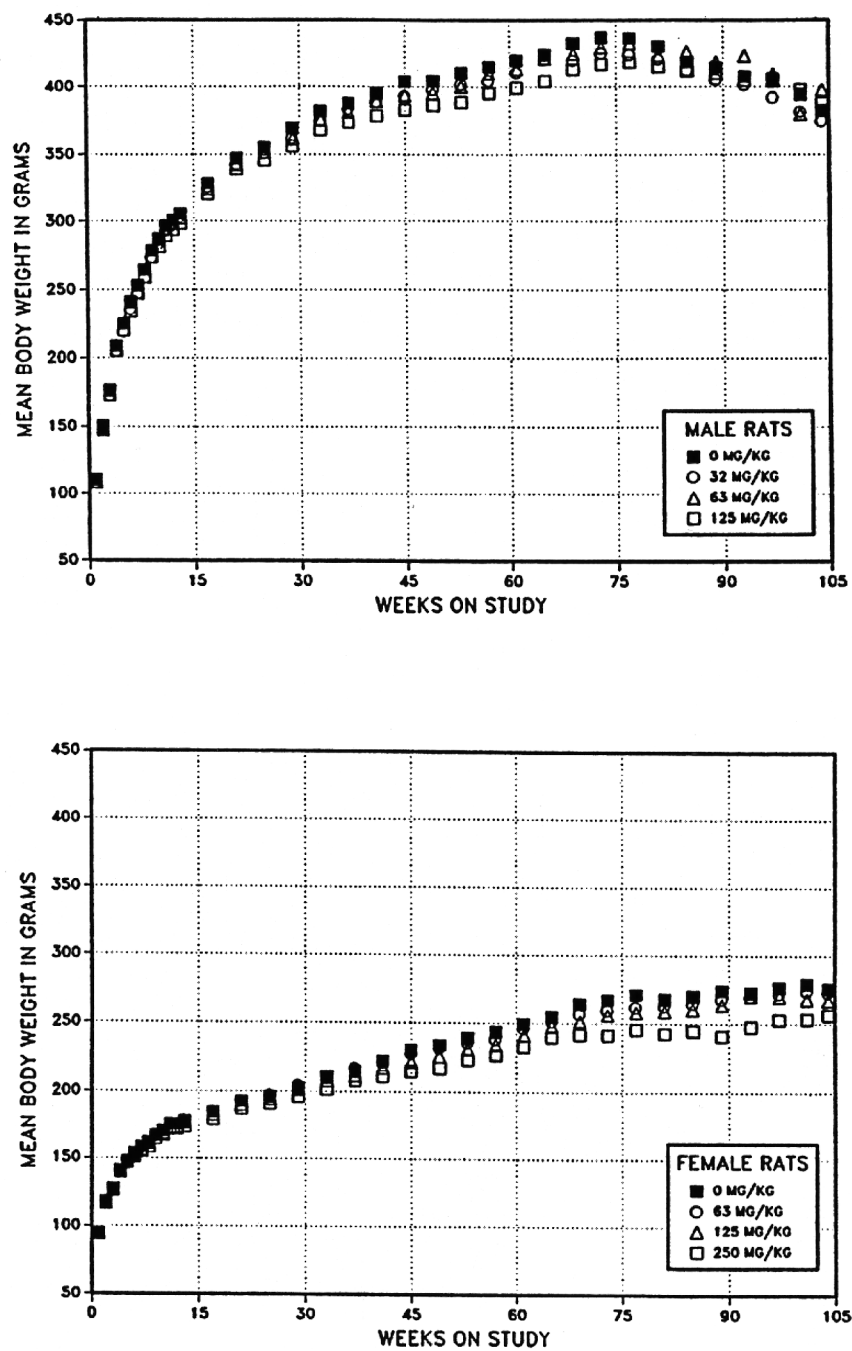 450
400
350
300
250
200
150
100
50
MEAN BODY WEIGHT IN GRAMS
MALE RATS
0 MG/KG
32 MG/KG
63 MG/KG
125 MG/KG
0 15 30 45 60 75 90 105
WEEKS ON STUDY
450
400
350
300
250
200
150
100
50
MEAN BODY WEIGHT IN GRAMS
FEMALE RATS
0 MG/KG
63 MG/KG
125 MG/KG
250 MG/KG
0 15 30 45 60 75 90 105
WEEKS ON STUDY